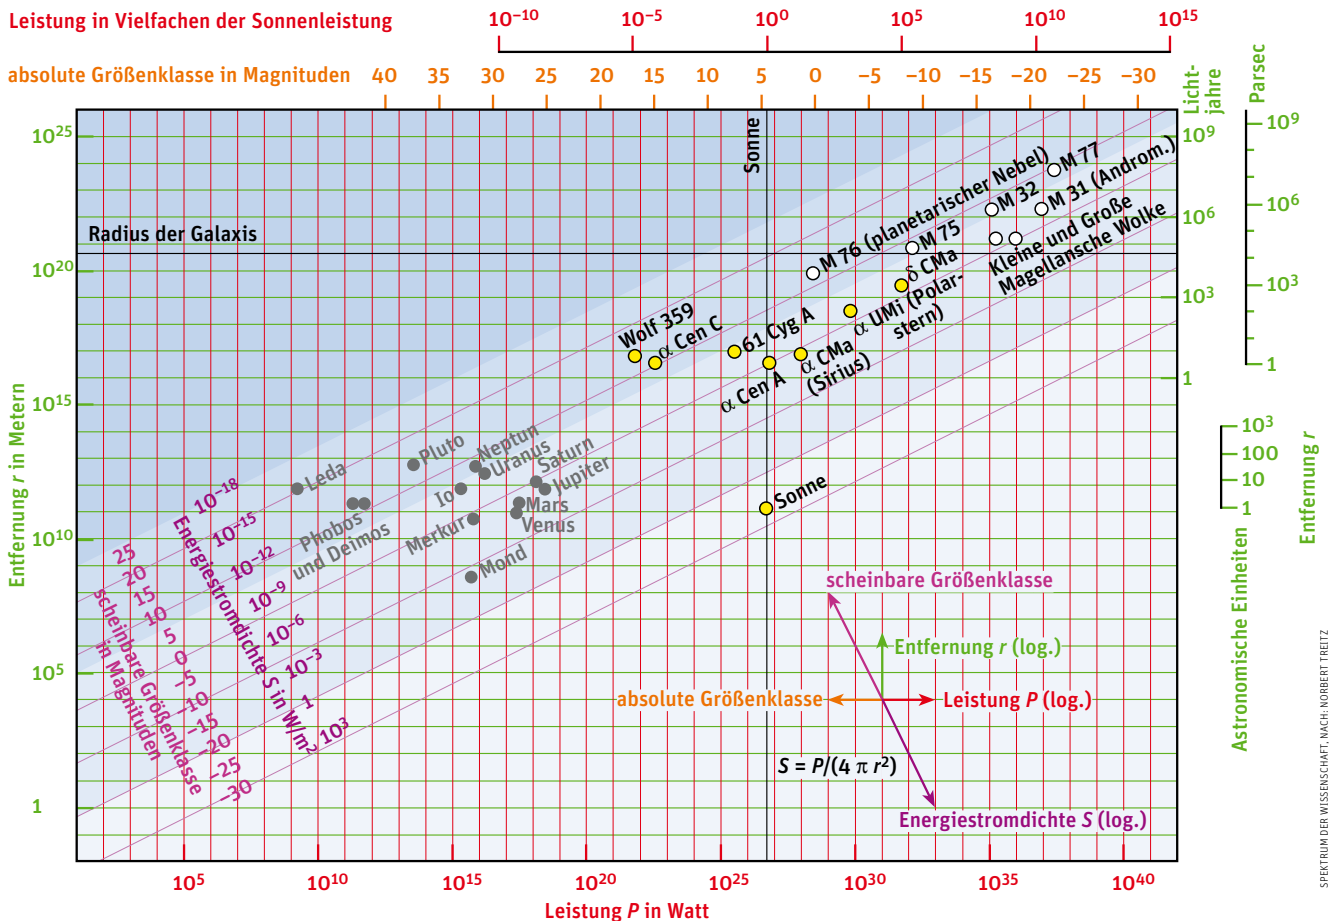 Leistung in Vielfachen der Sonnenleistung
10⁻¹⁰ 10⁻⁵ 10⁰ 10⁵ 10¹⁰ 10¹⁵
absolute Größenklasse in Magnituden 40 35 30 25 20 15 10 5 0 −5 −10 −15 −20 −25 −30
Licht-
jahre
Parsec
10²⁵
10²⁰
10¹⁵
10¹⁰
10⁵
1
Entfernung r in Metern
10⁹
10⁶
10³
1
10⁹
10⁶
10³
1
10³
100
10
1
Astronomische Einheiten
Entfernung r
Sonne
Radius der Galaxis
M 76 (planetarischer Nebel)
M 77
M 32
M 31 (Androm.)
M 75
Kleine und Große
Magellansche Wolke
δ CMa
α UMi (Polar-
stern)
Wolf 359
α Cen C
61 Cyg A
α CMa
(Sirius)
α Cen A
Pluto
Neptun
Uranus
Saturn
Jupiter
Leda
Io
Mars
Venus
Phobos
und Deimos
Merkur
Mond
Sonne
10⁻¹⁸
10⁻¹⁵
10⁻¹²
10⁻⁹
10⁻⁶
10⁻³
1
10³
Energiestromdichte S in W/m²
25
20
15
10
5
0
−5
−10
−15
−20
−25
−30
scheinbare Größenklasse
in Magnituden
scheinbare Größenklasse
Entfernung r (log.)
absolute Größenklasse
Leistung P (log.)
S = P/(4 π r²)
Energiestromdichte S (log.)
10⁵ 10¹⁰ 10¹⁵ 10²⁰ 10²⁵ 10³⁰ 10³⁵ 10⁴⁰
Leistung P in Watt
SPEKTRUM DER WISSENSCHAFT, NACH: NORBERT TREITZ